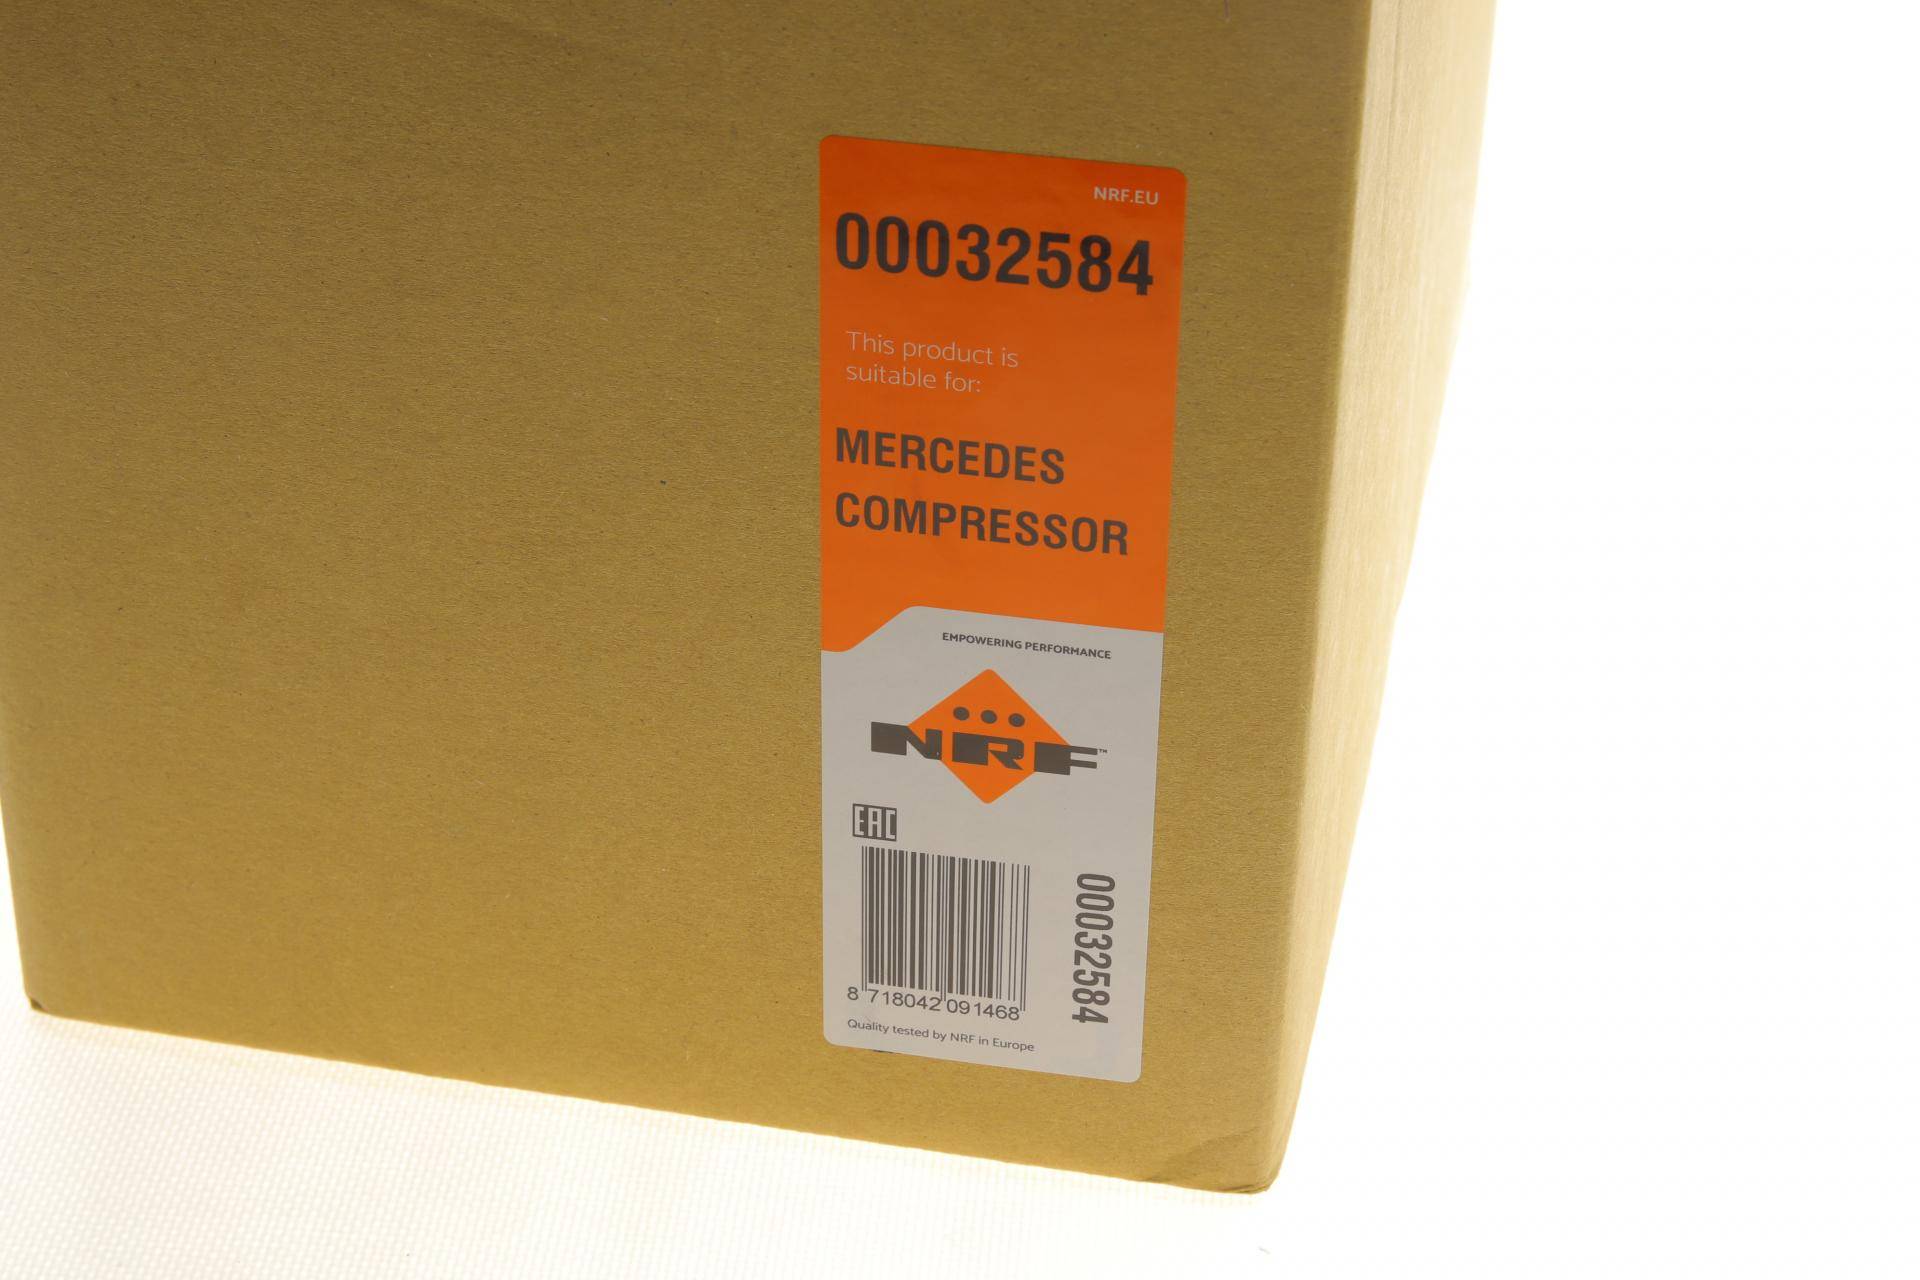 NRF.EU
00032584
This product is
suitable for:
MERCEDES
COMPRESSOR
EMPOWERING PERFORMANCE
NRF™
EAC
00032584
8 718042 091468
Quality tested by NRF in Europe